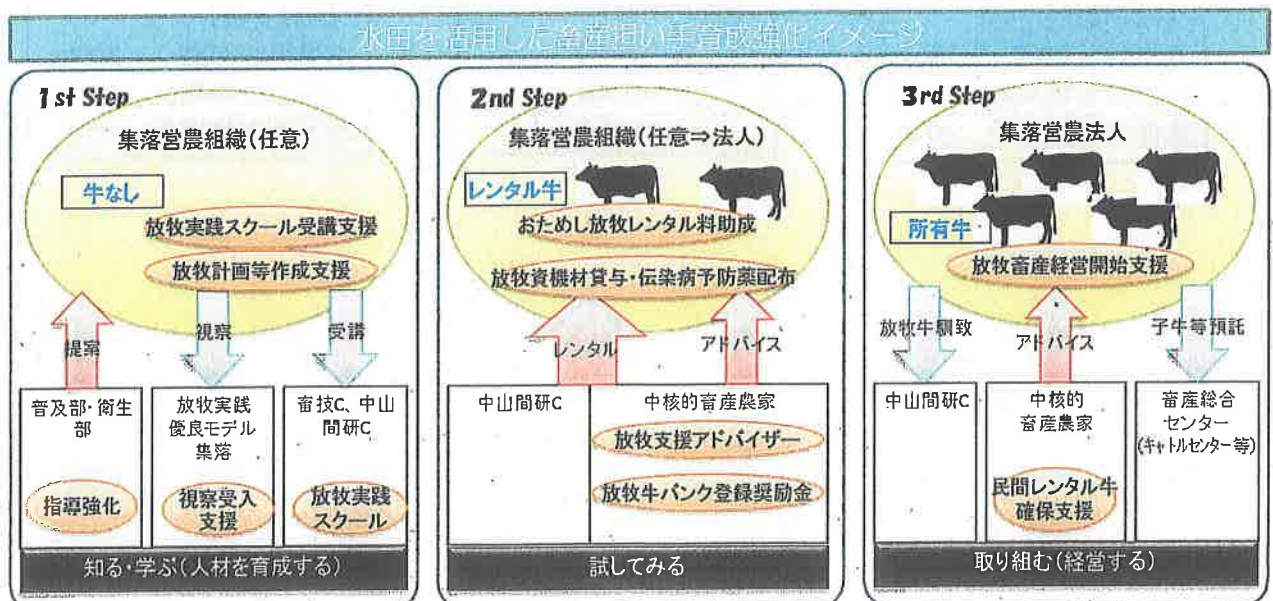 水田を活用した畜産担い手育成強化イメージ
1st Step
集落営農組織(任意)
牛なし
放牧実践スクール受講支援
放牧計画等作成支援
提案
視察
受講
普及部・衛生
部
指導強化
放牧実践
優良モデル
集落
視察受入
支援
畜技C、中山
間研C
放牧実践
スクール
知る・学ぶ(人材を育成する)
2nd Step
集落営農組織(任意⇒法人)
レンタル牛
おためし放牧レンタル料助成
放牧資機材貸与・伝染病予防薬配布
レンタル
アドバイス
中山間研C
中核的畜産農家
放牧支援アドバイザー
放牧牛バンク登録奨励金
試してみる
3rd Step
集落営農法人
所有牛
放牧畜産経営開始支援
放牧牛馴致
アドバイス
子牛等預託
中山間研C
中核的
畜産農家
民間レンタル牛
確保支援
畜産総合
センター
(キャトルセンター等)
取り組む(経営する)